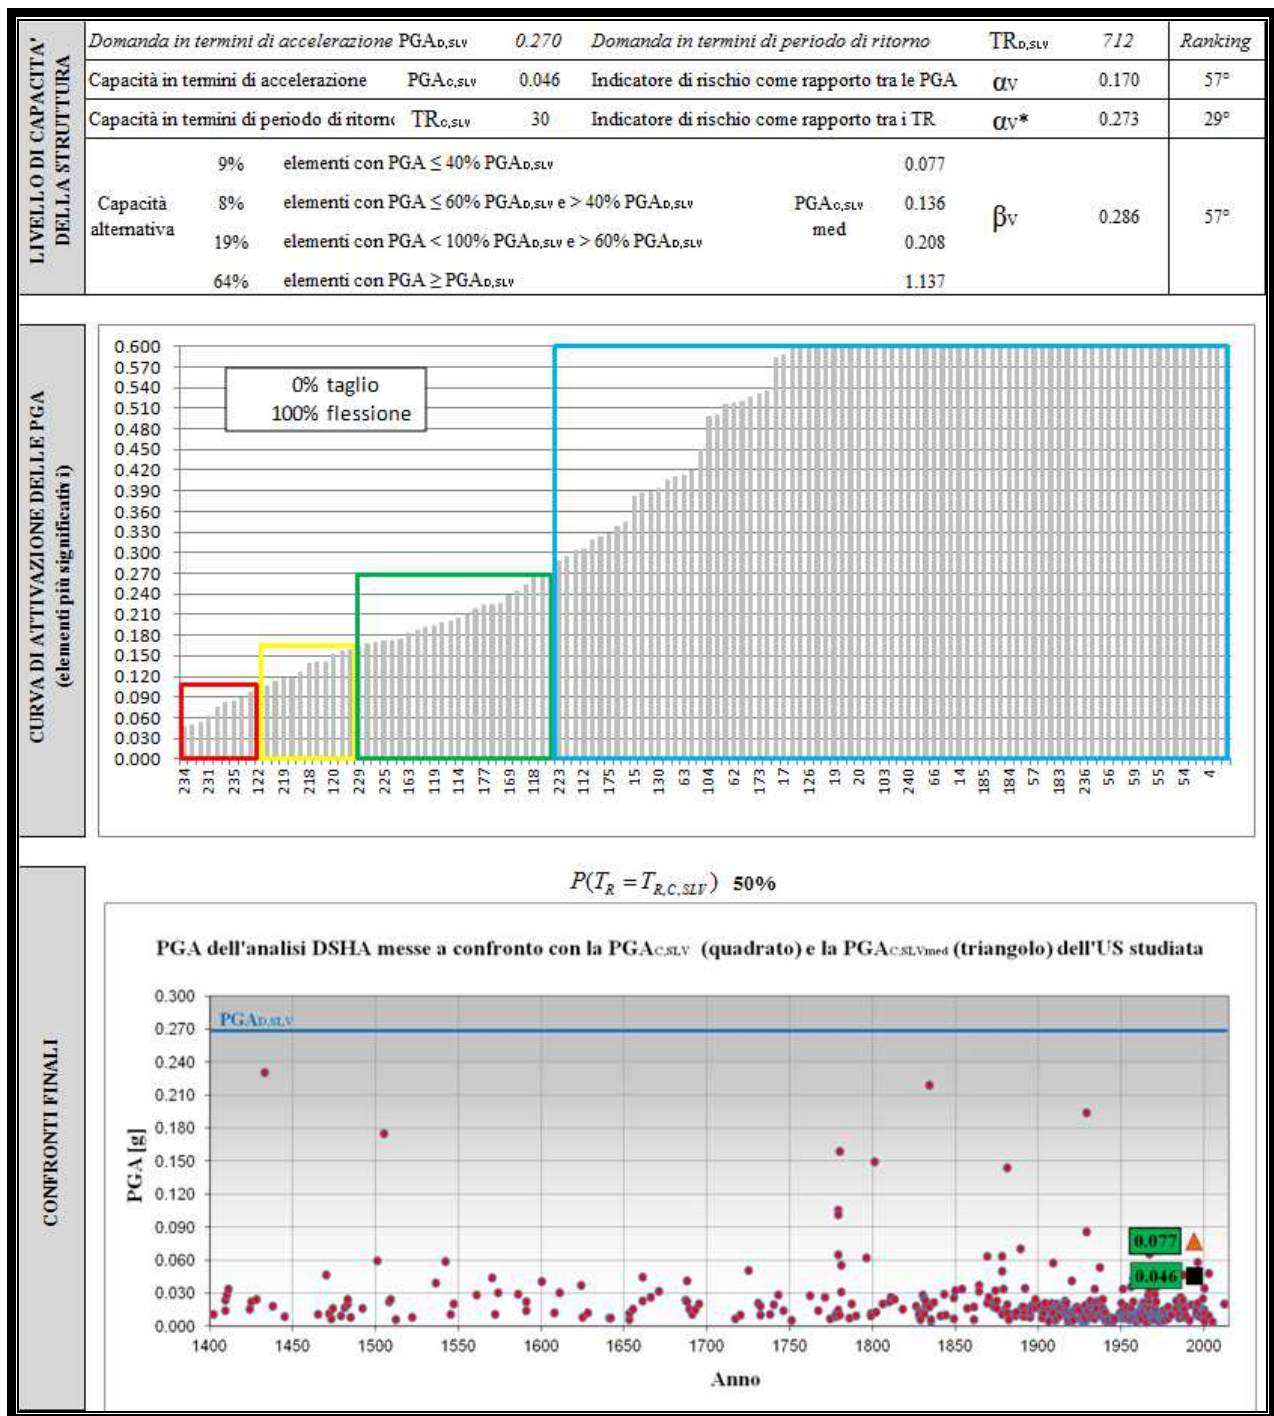 LIVELLO DI CAPACITA'
DELLA STRUTTURA
Domanda in termini di accelerazione PGAD,SLV 0.270 Domanda in termini di periodo di ritorno TRD,SLV 712 Ranking
Capacità in termini di accelerazione PGAC,SLV 0.046 Indicatore di rischio come rapporto tra le PGA αV 0.170 57°
Capacità in termini di periodo di ritorno TRC,SLV 30 Indicatore di rischio come rapporto tra i TR αV* 0.273 29°
Capacità
alternativa
9% elementi con PGA ≤ 40% PGAD,SLV 0.077
8% elementi con PGA ≤ 60% PGAD,SLV e > 40% PGAD,SLV 0.136
19% elementi con PGA < 100% PGAD,SLV e > 60% PGAD,SLV 0.208
64% elementi con PGA ≥ PGAD,SLV 1.137
PGAC,SLV
med
βV 0.286 57°
CURVA DI ATTIVAZIONE DELLE PGA
(elementi più significativi)
0% taglio
100% flessione
0.600
0.570
0.540
0.510
0.480
0.450
0.420
0.390
0.360
0.330
0.300
0.270
0.240
0.210
0.180
0.150
0.120
0.090
0.060
0.030
0.000
234 231 235 122 219 218 120 229 225 163 119 114 177 169 118 223 112 175 15 130 63 104 62 173 17 126 19 20 103 240 66 14 185 184 57 183 236 56 59 55 54 4
CONFRONTI FINALI
P(TR = TR,C,SLV) 50%
PGA dell'analisi DSHA messe a confronto con la PGAC,SLV (quadrato) e la PGAC,SLVmed (triangolo) dell'US studiata
PGAD,SLV
PGA [g]
0.300
0.270
0.240
0.210
0.180
0.150
0.120
0.090
0.060
0.030
0.000
0.077
0.046
1400 1450 1500 1550 1600 1650 1700 1750 1800 1850 1900 1950 2000
Anno